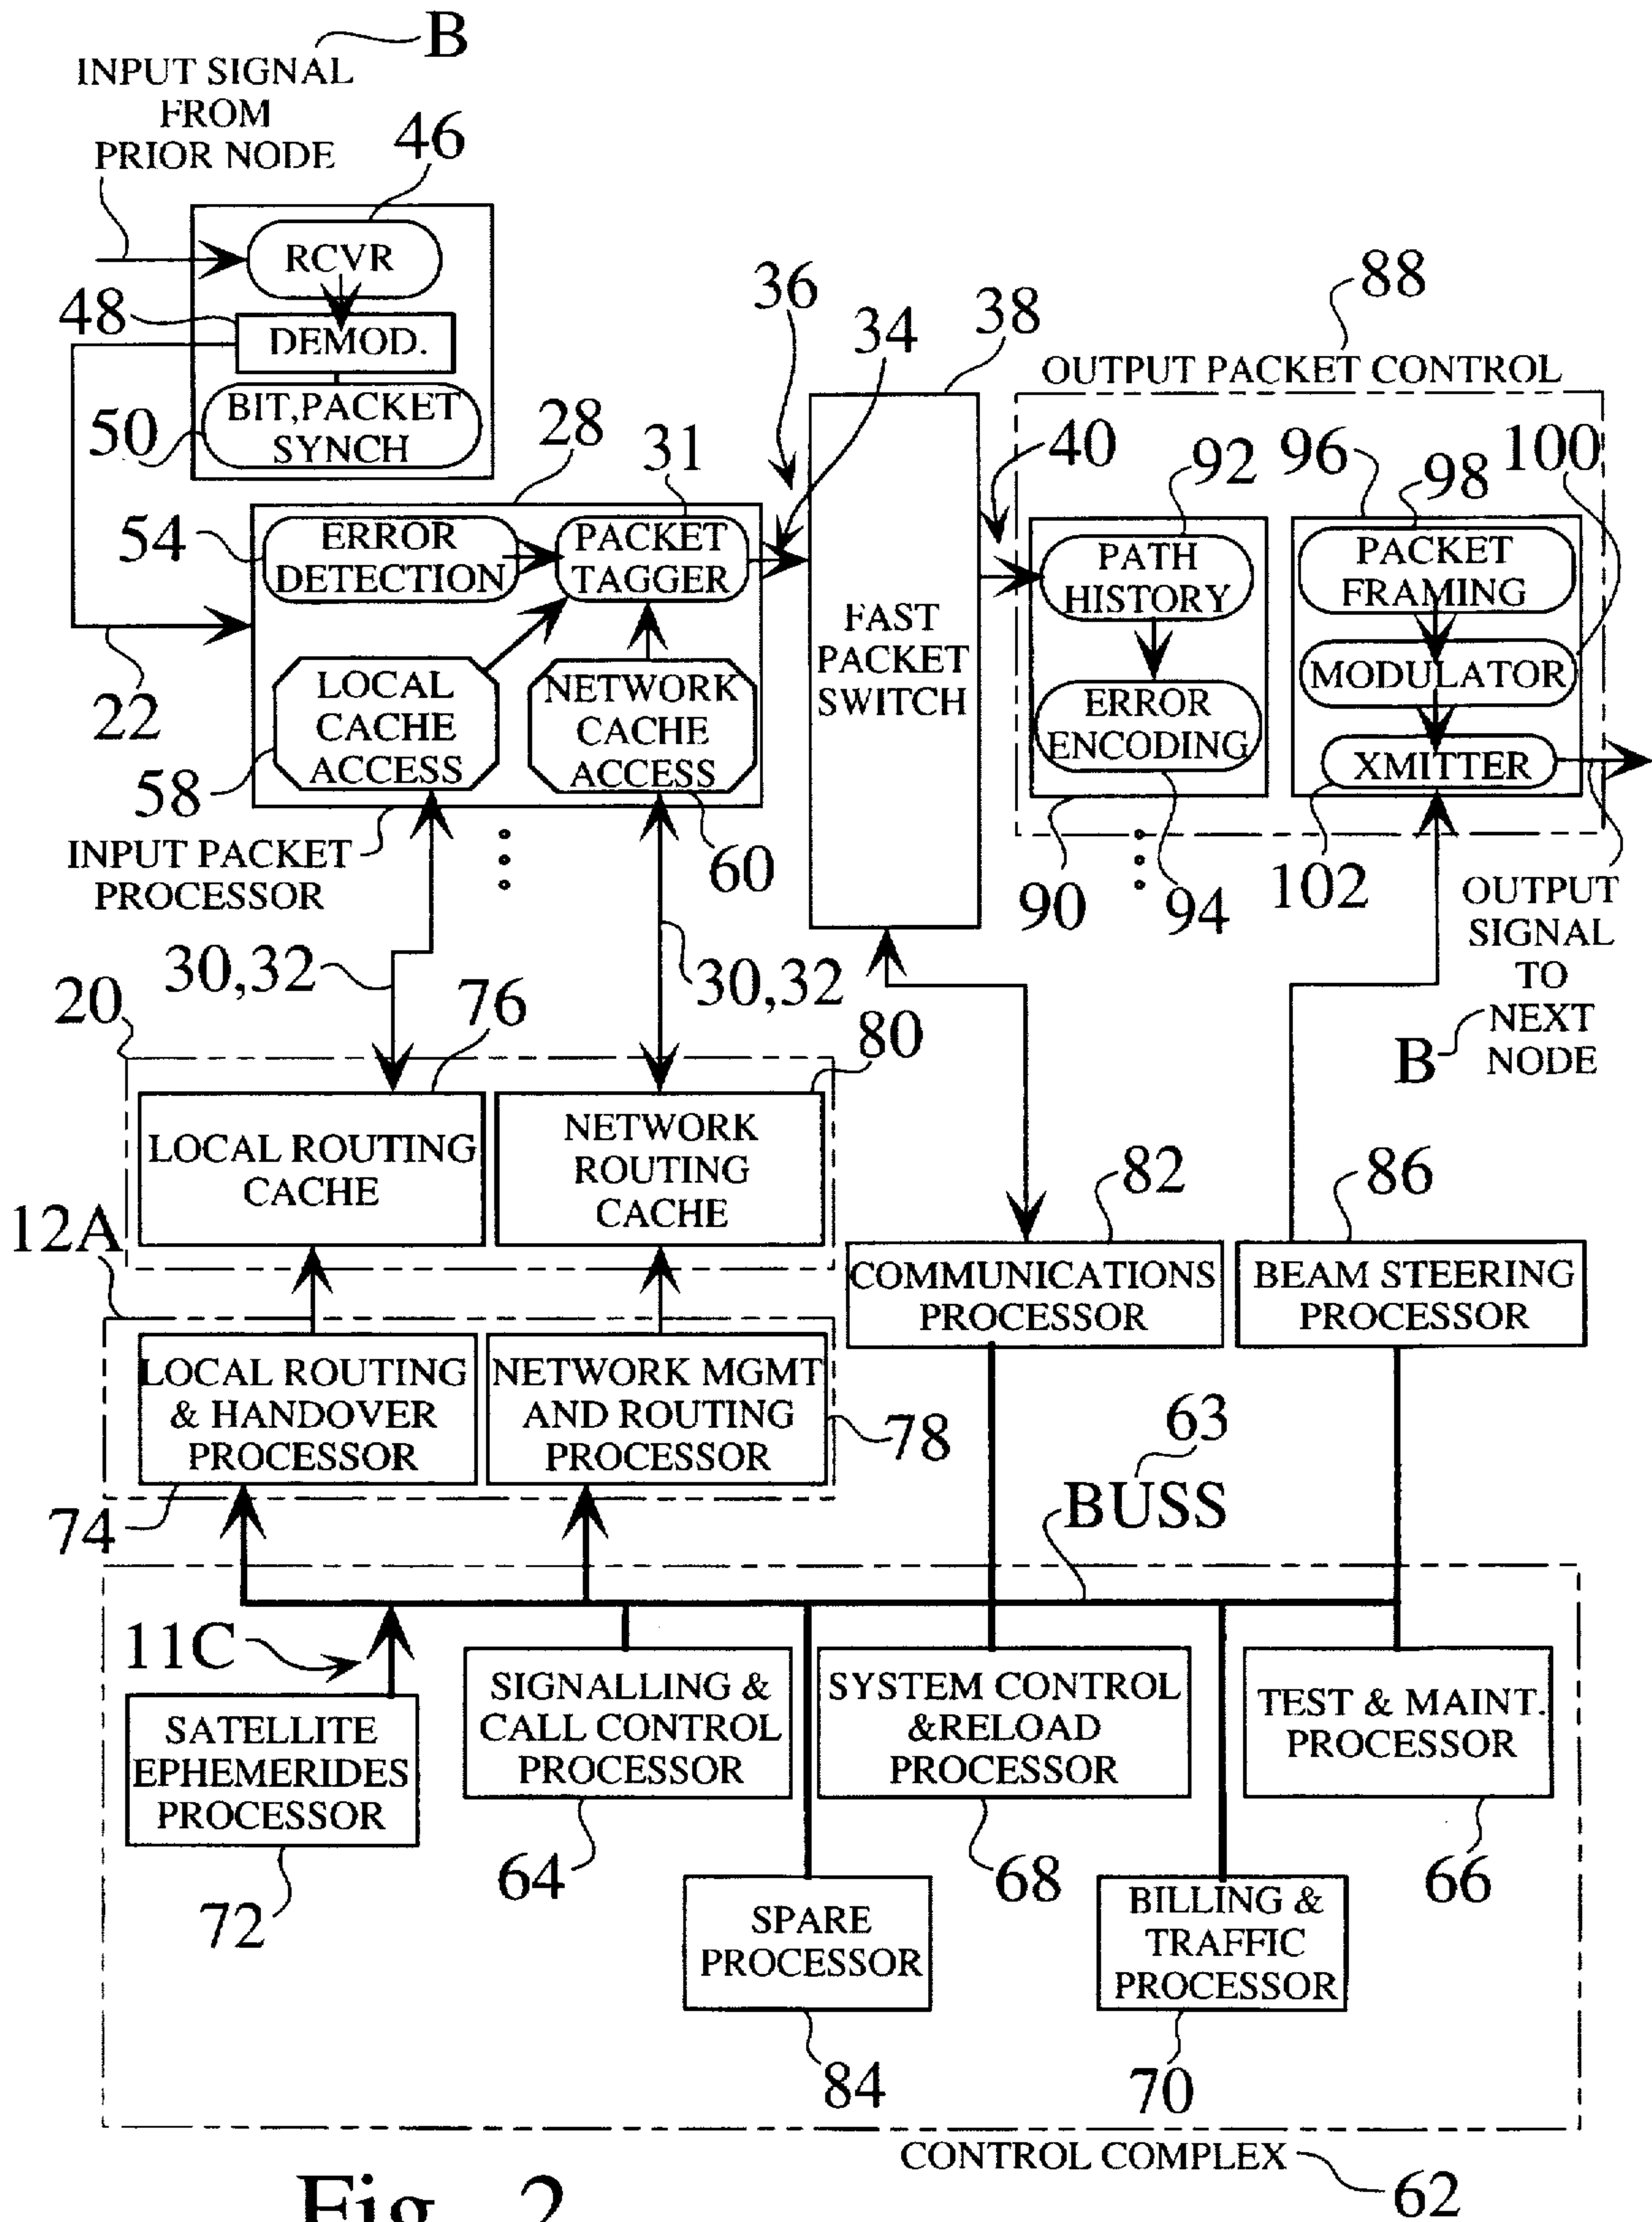 B
INPUT SIGNAL
FROM
PRIOR NODE
46
RCVR
48
DEMOD.
BIT,PACKET
SYNCH
50
36
34
38
88
OUTPUT PACKET CONTROL
28
31
40
92
96
98
100
54
ERROR
DETECTION
PACKET
TAGGER
PATH
HISTORY
PACKET
FRAMING
FAST
PACKET
SWITCH
22
LOCAL
CACHE
ACCESS
NETWORK
CACHE
ACCESS
ERROR
ENCODING
MODULATOR
XMITTER
58
60
INPUT PACKET
PROCESSOR
90
94
102
OUTPUT
SIGNAL
TO
NEXT
NODE
B
30,32
30,32
20
76
80
LOCAL ROUTING
CACHE
NETWORK
ROUTING
CACHE
82
86
12A
COMMUNICATIONS
PROCESSOR
BEAM STEERING
PROCESSOR
LOCAL ROUTING
& HANDOVER
PROCESSOR
NETWORK MGMT
AND ROUTING
PROCESSOR
78
74
63
BUSS
11C
SATELLITE
EPHEMERIDES
PROCESSOR
SIGNALLING &
CALL CONTROL
PROCESSOR
SYSTEM CONTROL
&RELOAD
PROCESSOR
TEST & MAINT.
PROCESSOR
72
64
68
66
SPARE
PROCESSOR
BILLING &
TRAFFIC
PROCESSOR
84
70
CONTROL COMPLEX
62
Fig. 2